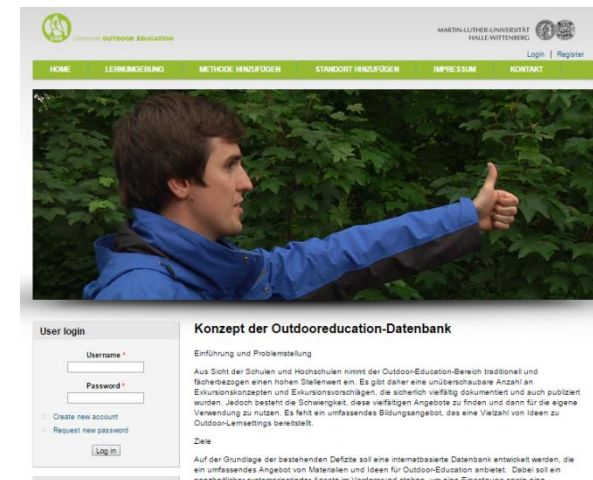 OUTDOOR EDUCATION
MARTIN-LUTHER-UNIVERSITÄT
HALLE-WITTENBERG
Login | Register
HOME LERNUMGEBUNG METHODE HINZUFÜGEN STANDORT HINZUFÜGEN IMPRESSUM KONTAKT
User login
Username *
Password *
Create new account
Request new password
Log in
Konzept der Outdooreducation-Datenbank
Einführung und Problemstellung
Aus Sicht der Schulen und Hochschulen nimmt der Outdoor-Education-Bereich traditionell und
fächerbezogen einen hohen Stellenwert ein. Es gibt daher eine unüberschaubare Anzahl an
Exkursionskonzepten und Exkursionsvorschlägen, die sicherlich vielfältig dokumentiert und auch publiziert
wurden. Jedoch besteht die Schwierigkeit, diese vielfältigen Angebote zu finden und dann für die eigene
Verwendung zu nutzen. Es fehlt ein umfassendes Bildungsangebot, das eine Vielzahl von Ideen zu
Outdoor-Lernsettings bereitstellt.
Ziele
Auf der Grundlage der bestehenden Defizite soll eine internetbasierte Datenbank entwickelt werden, die
ein umfassendes Angebot von Materialien und Ideen für Outdoor-Education anbietet. Dabei soll ein